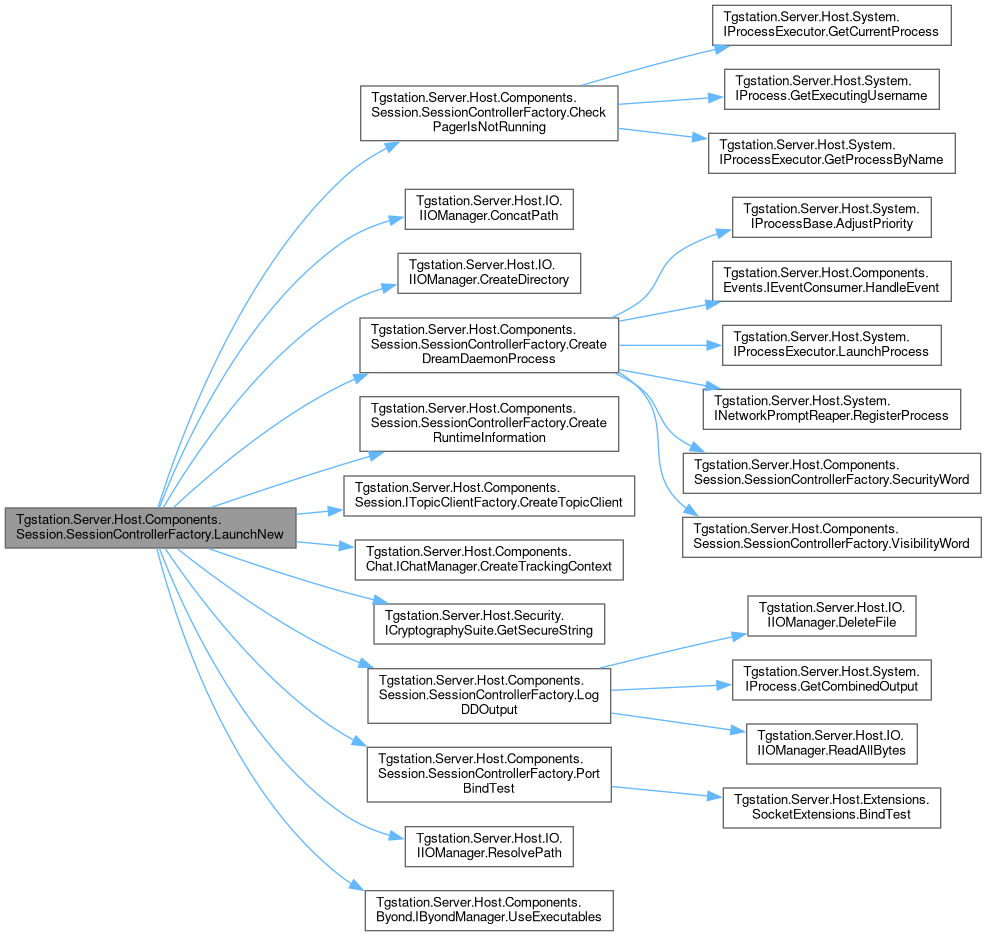 Tgstation.Server.Host.Components.
Session.SessionControllerFactory.LaunchNew
Tgstation.Server.Host.Components.
Session.SessionControllerFactory.Check
PagerIsNotRunning
Tgstation.Server.Host.System.
IProcessExecutor.GetCurrentProcess
Tgstation.Server.Host.System.
IProcess.GetExecutingUsername
Tgstation.Server.Host.System.
IProcessExecutor.GetProcessByName
Tgstation.Server.Host.IO.
IIOManager.ConcatPath
Tgstation.Server.Host.IO.
IIOManager.CreateDirectory
Tgstation.Server.Host.Components.
Session.SessionControllerFactory.Create
DreamDaemonProcess
Tgstation.Server.Host.System.
IProcessBase.AdjustPriority
Tgstation.Server.Host.Components.
Events.IEventConsumer.HandleEvent
Tgstation.Server.Host.System.
IProcessExecutor.LaunchProcess
Tgstation.Server.Host.System.
INetworkPromptReaper.RegisterProcess
Tgstation.Server.Host.Components.
Session.SessionControllerFactory.SecurityWord
Tgstation.Server.Host.Components.
Session.SessionControllerFactory.VisibilityWord
Tgstation.Server.Host.Components.
Session.SessionControllerFactory.Create
RuntimeInformation
Tgstation.Server.Host.Components.
Session.ITopicClientFactory.CreateTopicClient
Tgstation.Server.Host.Components.
Chat.IChatManager.CreateTrackingContext
Tgstation.Server.Host.Security.
ICryptographySuite.GetSecureString
Tgstation.Server.Host.Components.
Session.SessionControllerFactory.Log
DDOutput
Tgstation.Server.Host.IO.
IIOManager.DeleteFile
Tgstation.Server.Host.System.
IProcess.GetCombinedOutput
Tgstation.Server.Host.IO.
IIOManager.ReadAllBytes
Tgstation.Server.Host.Components.
Session.SessionControllerFactory.Port
BindTest
Tgstation.Server.Host.Extensions.
SocketExtensions.BindTest
Tgstation.Server.Host.IO.
IIOManager.ResolvePath
Tgstation.Server.Host.Components.
Byond.IByondManager.UseExecutables